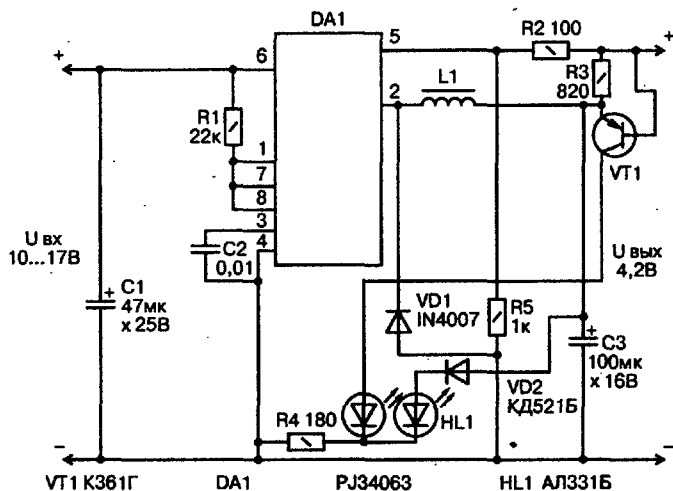 DA1
R2 100
5
+
+
6
R3
820
L1
2
R1
22к
1
7
8
3
4
VT1
U вх
10...17В
C2
0,01
U вых
4,2В
C1
+
47мк
x 25В
VD1
IN4007
R5
1к
+
C3
100мк
x 16В
VD2
КД521Б
R4 180
HL1
−
−
VT1 К361Г
DA1
PJ34063
HL1 АЛ331Б